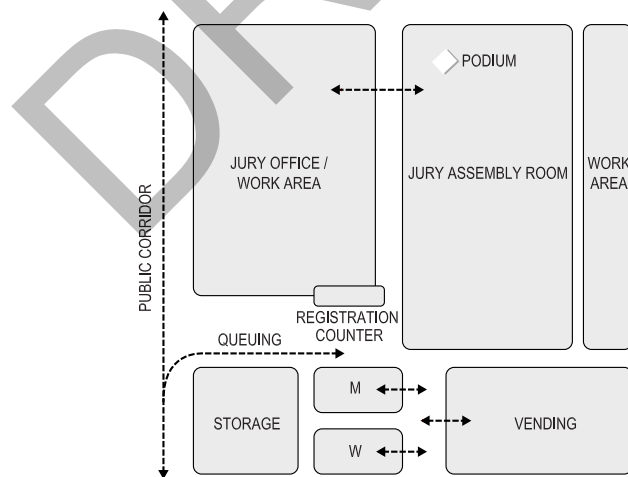 PODIUM
JURY OFFICE /
WORK AREA
JURY ASSEMBLY ROOM
WORK
AREA
PUBLIC CORRIDOR
REGISTRATION
COUNTER
QUEUING
STORAGE
M
W
VENDING